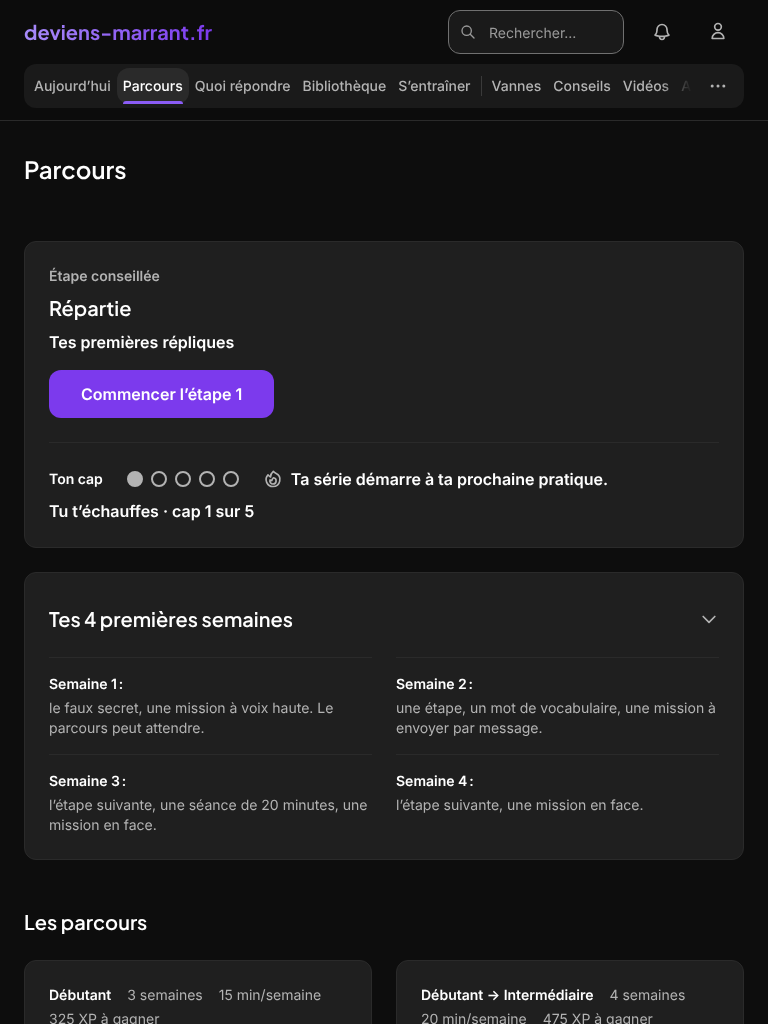 deviens-marrant.fr
Rechercher...
Aujourd’hui Parcours Quoi répondre Bibliothèque S’entraîner Vannes Conseils Vidéos A
Parcours
Étape conseillée
Répartie
Tes premières répliques
Commencer l’étape 1
Ton cap Ta série démarre à ta prochaine pratique.
Tu t’échauffes · cap 1 sur 5
Tes 4 premières semaines
Semaine 1 :
le faux secret, une mission à voix haute. Le
parcours peut attendre.
Semaine 2 :
une étape, un mot de vocabulaire, une mission à
envoyer par message.
Semaine 3 :
l’étape suivante, une séance de 20 minutes, une
mission en face.
Semaine 4 :
l’étape suivante, une mission en face.
Les parcours
Débutant 3 semaines 15 min/semaine
325 XP à gagner
Débutant → Intermédiaire 4 semaines
20 min/semaine 475 XP à gagner